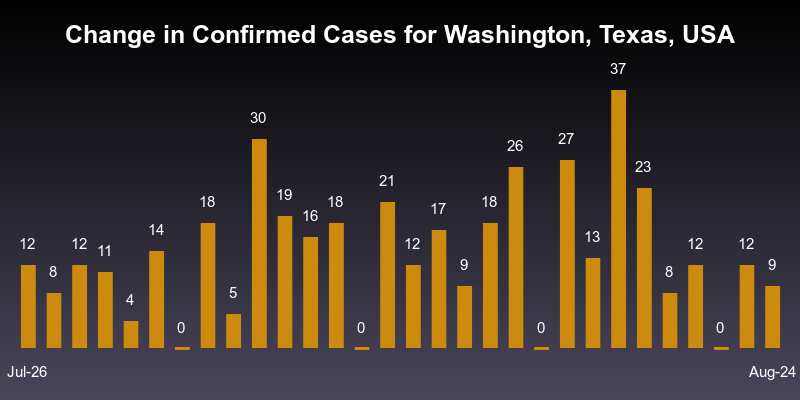 Change in Confirmed Cases for Washington, Texas, USA
12 8 12 11 4 14 0 18 5 30 19 16 18 0 21 12 17 9 18 26 0 27 13 37 23 8 12 0 12 9
Jul-26 Aug-24